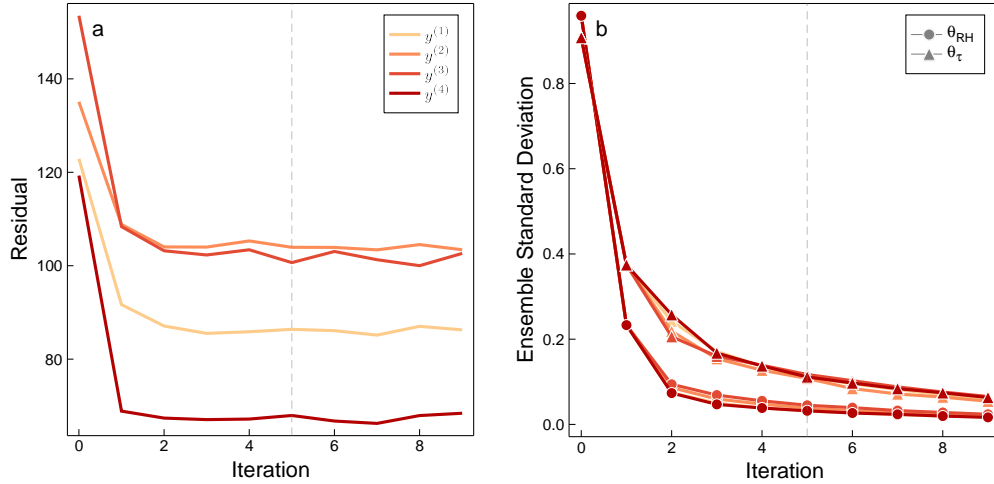 a
y^(1)
y^(2)
y^(3)
y^(4)
140
120
100
80
0 2 4 6 8
Residual
Iteration
b
θ_RH
θ_τ
0.8
0.6
0.4
0.2
0.0
0 2 4 6 8
Ensemble Standard Deviation
Iteration